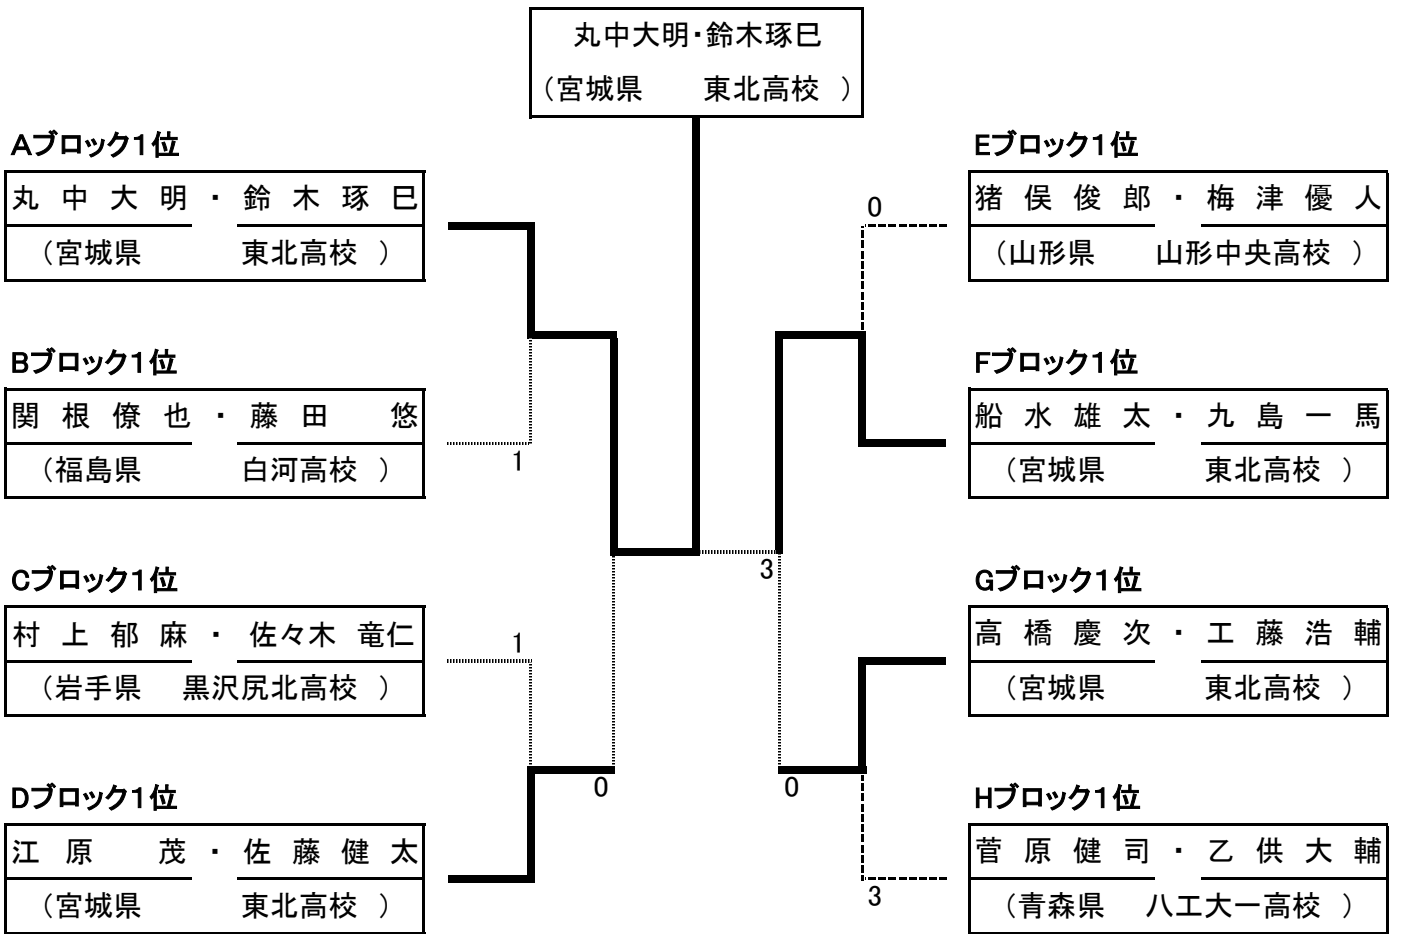 丸中大明・鈴木琢巳
（宮城県　東北高校）
Aブロック１位
丸中大明・鈴木琢巳
（宮城県　東北高校）
Bブロック１位
関根僚也・藤田　悠
（福島県　白河高校）
1
Cブロック１位
村上郁麻・佐々木竜仁
（岩手県　黒沢尻北高校）
1
Dブロック１位
江原　茂・佐藤健太
（宮城県　東北高校）
0
3
Eブロック１位
猪俣俊郎・梅津優人
（山形県　山形中央高校）
0
Fブロック１位
船水雄太・九島一馬
（宮城県　東北高校）
Gブロック１位
高橋慶次・工藤浩輔
（宮城県　東北高校）
0
Hブロック１位
菅原健司・乙供大輔
（青森県　八工大一高校）
3